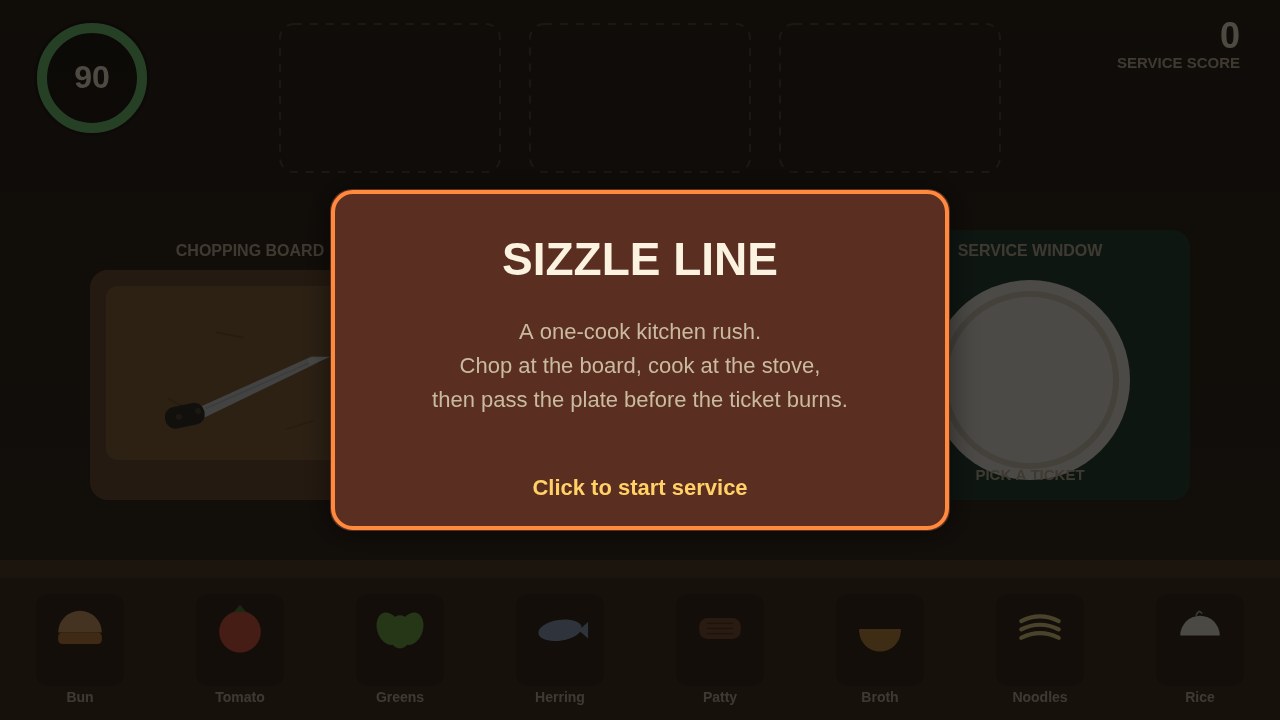 90
0
SERVICE SCORE
CHOPPING BOARD
SERVICE WINDOW
SIZZLE LINE
A one-cook kitchen rush.
Chop at the board, cook at the stove,
then pass the plate before the ticket burns.
PICK A TICKET
Click to start service
Bun
Tomato
Greens
Herring
Patty
Broth
Noodles
Rice